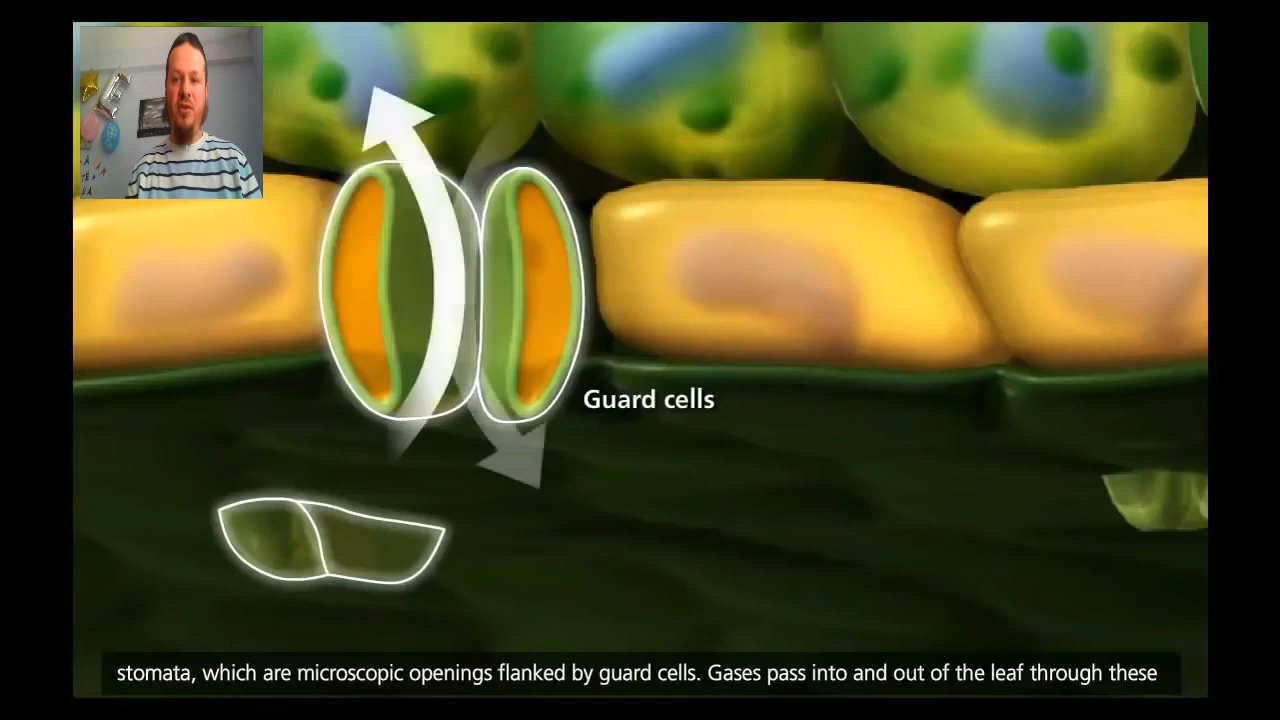 Guard cells
stomata, which are microscopic openings flanked by guard cells. Gases pass into and out of the leaf through these